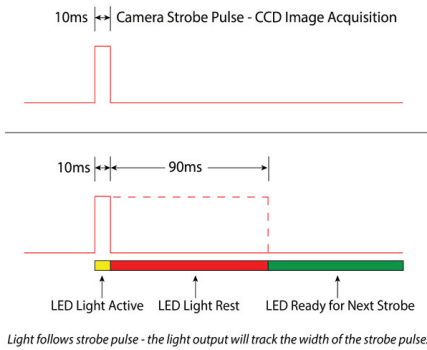 10ms Camera Strobe Pulse - CCD Image Acquisition
10ms 90ms
LED Light Active LED Light Rest LED Ready for Next Strobe
Light follows strobe pulse - the light output will track the width of the strobe pulse.